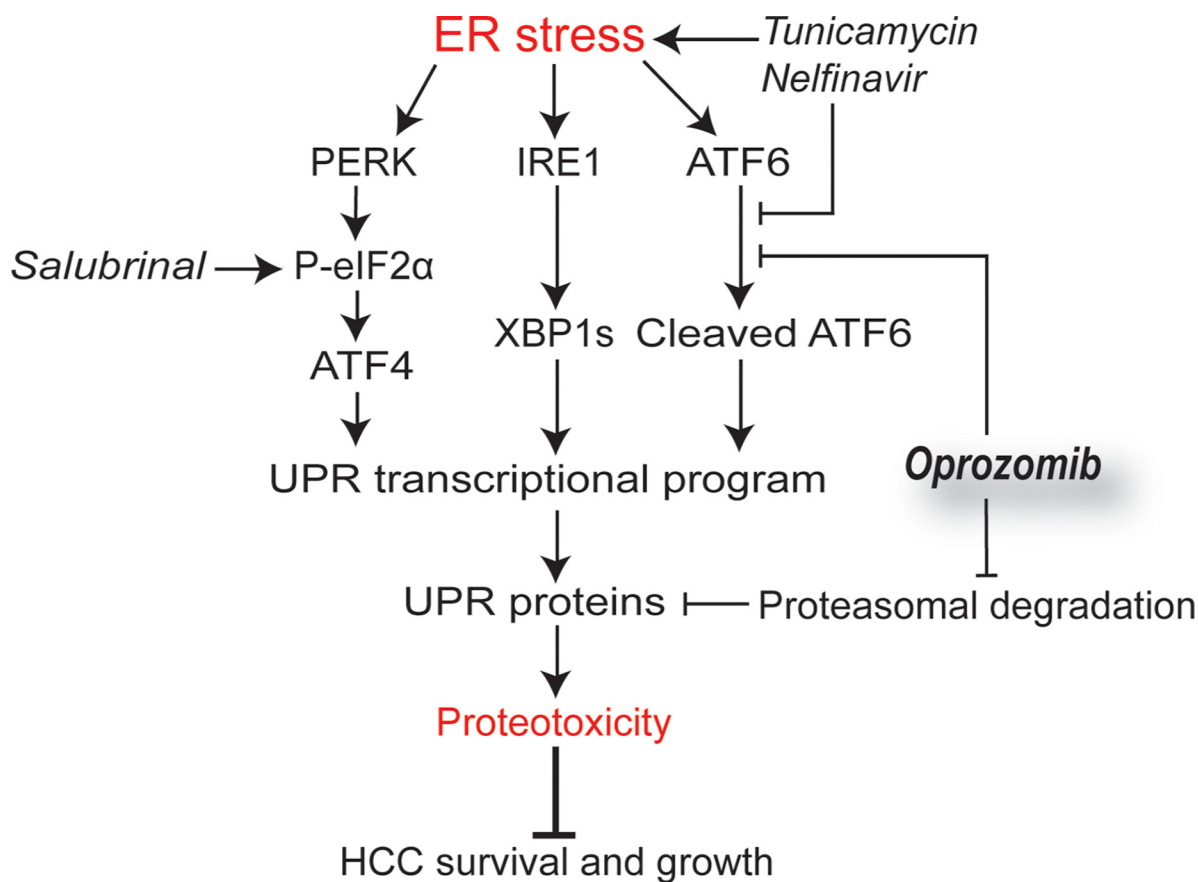 ER stress
Tunicamycin
Nelfinavir
PERK
IRE1
ATF6
Salubrinal
P-eIF2α
XBP1s
Cleaved ATF6
ATF4
UPR transcriptional program
Oprozomib
UPR proteins
Proteasomal degradation
Proteotoxicity
HCC survival and growth